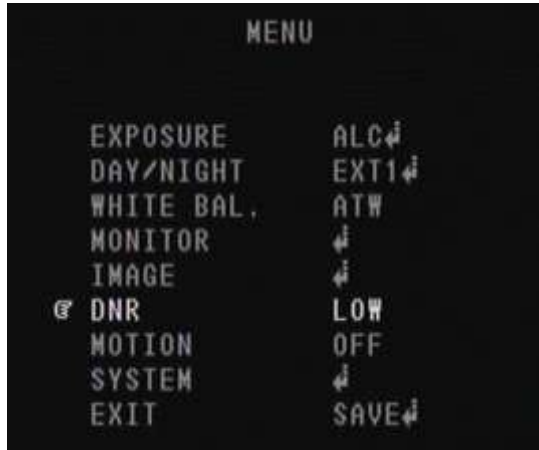 MENU
EXPOSURE ALC↲
DAY/NIGHT EXT1↲
WHITE BAL. ATW
MONITOR ↲
IMAGE ↲
☞ DNR LOW
MOTION OFF
SYSTEM ↲
EXIT SAVE↲